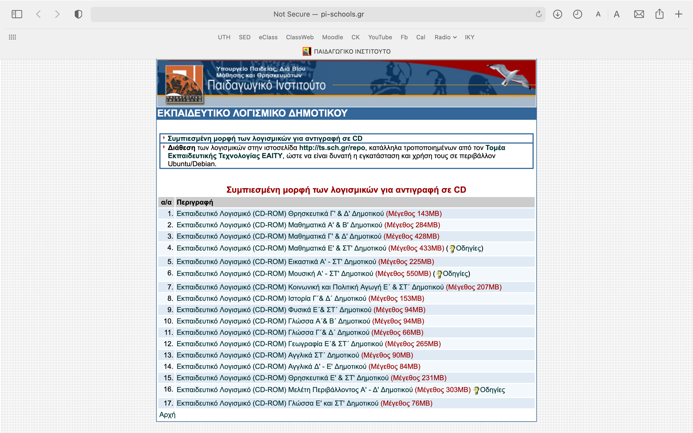 Not Secure — pi-schools.gr
A A
UTH SED eClass ClassWeb Moodle CK YouTube Fb Cal Radio IKY
ΠΑΙΔΑΓΩΓΙΚΟ ΙΝΣΤΙΤΟΥΤΟ
Υπουργείο Παιδείας, Διά Βίου
Μάθησης και Θρησκευμάτων
Παιδαγωγικό Ινστιτούτο
ΕΚΠΑΙΔΕΥΤΙΚΟ ΛΟΓΙΣΜΙΚΟ ΔΗΜΟΤΙΚΟΥ
Συμπιεσμένη μορφή των λογισμικών για αντιγραφή σε CD
Διάθεση των λογισμικών στην ιστοσελίδα http://ts.sch.gr/repo, κατάλληλα τροποποιημένων από τον Τομέα
Εκπαιδευτικής Τεχνολογίας ΕΑΙΤΥ, ώστε να είναι δυνατή η εγκατάσταση και χρήση τους σε περιβάλλον
Ubuntu/Debian.
Συμπιεσμένη μορφή των λογισμικών για αντιγραφή σε CD
α/α Περιγραφή
1. Εκπαιδευτικό Λογισμικό (CD-ROM) Θρησκευτικά Γ' & Δ' Δημοτικού (Μέγεθος 143MB)
2. Εκπαιδευτικό Λογισμικό (CD-ROM) Μαθηματικά Α' & Β' Δημοτικού (Μέγεθος 284MB)
3. Εκπαιδευτικό Λογισμικό (CD-ROM) Μαθηματικά Γ' & Δ' Δημοτικού (Μέγεθος 428MB)
4. Εκπαιδευτικό Λογισμικό (CD-ROM) Μαθηματικά Ε' & ΣΤ' Δημοτικού (Μέγεθος 433MB) (Οδηγίες)
5. Εκπαιδευτικό Λογισμικό (CD-ROM) Εικαστικά Α' - ΣΤ' Δημοτικού (Μέγεθος 225MB)
6. Εκπαιδευτικό Λογισμικό (CD-ROM) Μουσική Α' - ΣΤ' Δημοτικού (Μέγεθος 550MB) (Οδηγίες)
7. Εκπαιδευτικό Λογισμικό (CD-ROM) Κοινωνική και Πολιτική Αγωγή Ε΄ & ΣΤ΄ Δημοτικού (Μέγεθος 207MB)
8. Εκπαιδευτικό Λογισμικό (CD-ROM) Ιστορία Γ΄& Δ΄ Δημοτικού (Μέγεθος 153MB)
9. Εκπαιδευτικό Λογισμικό (CD-ROM) Φυσικά Ε΄& ΣΤ΄ Δημοτικού (Μέγεθος 94MB)
10. Εκπαιδευτικό Λογισμικό (CD-ROM) Γλώσσα Α΄& Β΄ Δημοτικού (Μέγεθος 94MB)
11. Εκπαιδευτικό Λογισμικό (CD-ROM) Γλώσσα Γ΄& Δ΄ Δημοτικού (Μέγεθος 66MB)
12. Εκπαιδευτικό Λογισμικό (CD-ROM) Γεωγραφία Ε΄& ΣΤ΄ Δημοτικού (Μέγεθος 265MB)
13. Εκπαιδευτικό Λογισμικό (CD-ROM) Αγγλικά ΣΤ΄ Δημοτικού (Μέγεθος 90MB)
14. Εκπαιδευτικό Λογισμικό (CD-ROM) Αγγλικά Δ' - Ε' Δημοτικού (Μέγεθος 84MB)
15. Εκπαιδευτικό Λογισμικό (CD-ROM) Θρησκευτικά Ε' & ΣΤ' Δημοτικού (Μέγεθος 231MB)
16. Εκπαιδευτικό Λογισμικό (CD-ROM) Μελέτη Περιβάλλοντος Α' - Δ' Δημοτικού (Μέγεθος 303MB) Οδηγίες
17. Εκπαιδευτικό Λογισμικό (CD-ROM) Γλώσσα Ε' και ΣΤ' Δημοτικού (Μέγεθος 76MB)
Αρχή